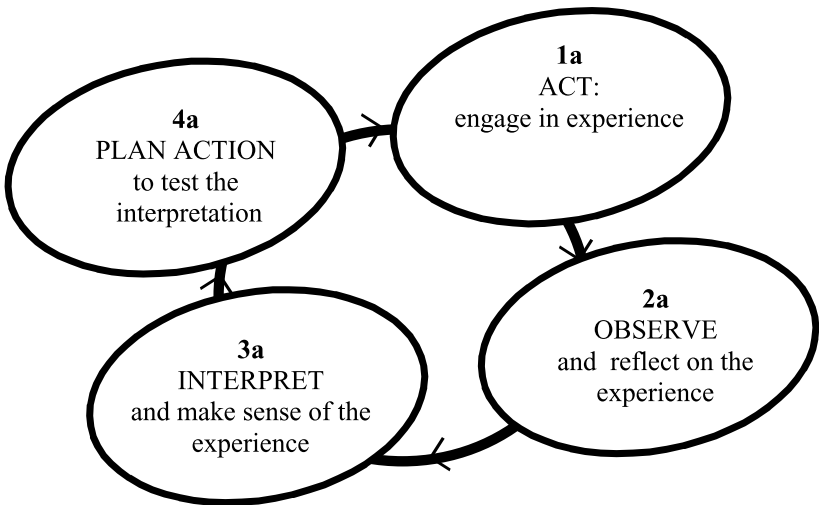 1a
ACT:
engage in experience
2a
OBSERVE
and reflect on the
experience
3a
INTERPRET
and make sense of the
experience
4a
PLAN ACTION
to test the
interpretation